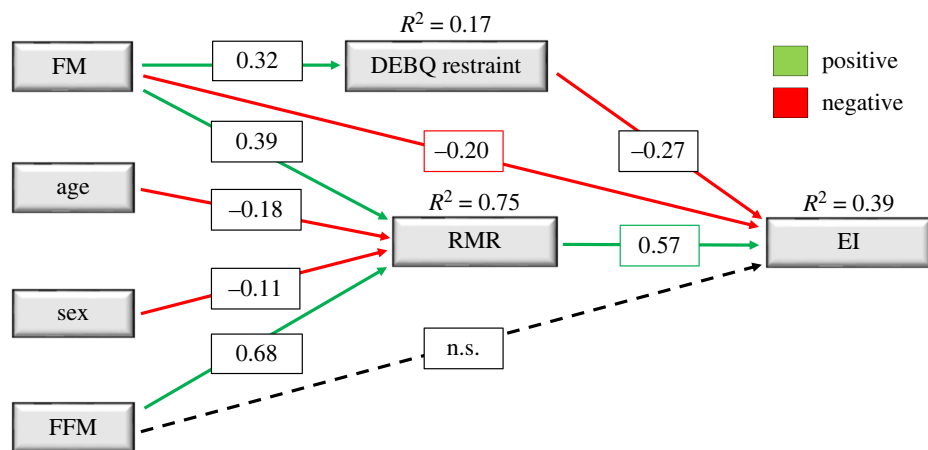 R² = 0.17
FM
0.32
DEBQ restraint
positive
negative
0.39
–0.20
–0.27
age
–0.18
R² = 0.75
RMR
0.57
R² = 0.39
EI
sex
–0.11
0.68
n.s.
FFM